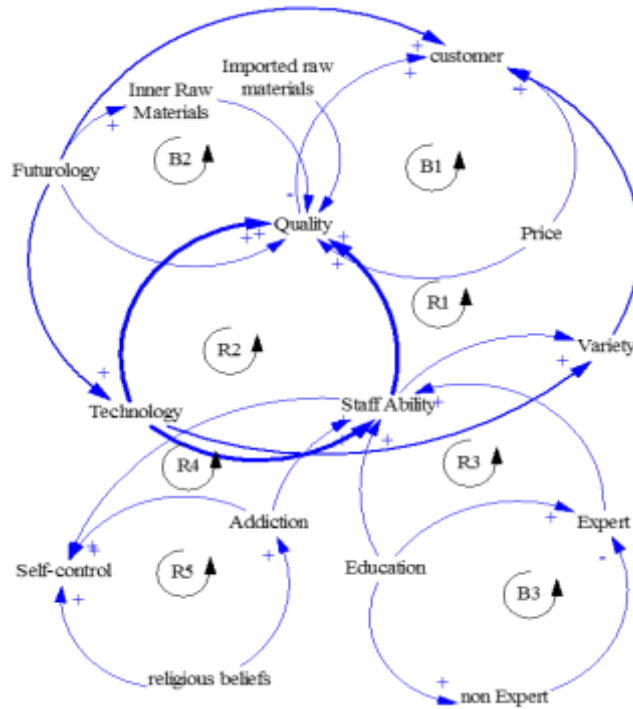 customer
Imported raw
materials
Inner Raw
Materials
B2
B1
Futurology
Quality
Price
R1
R2
Variety
Technology
Staff Ability
R4
R3
Addiction
Expert
Self-control
R5
Education
B3
religious beliefs
non Expert